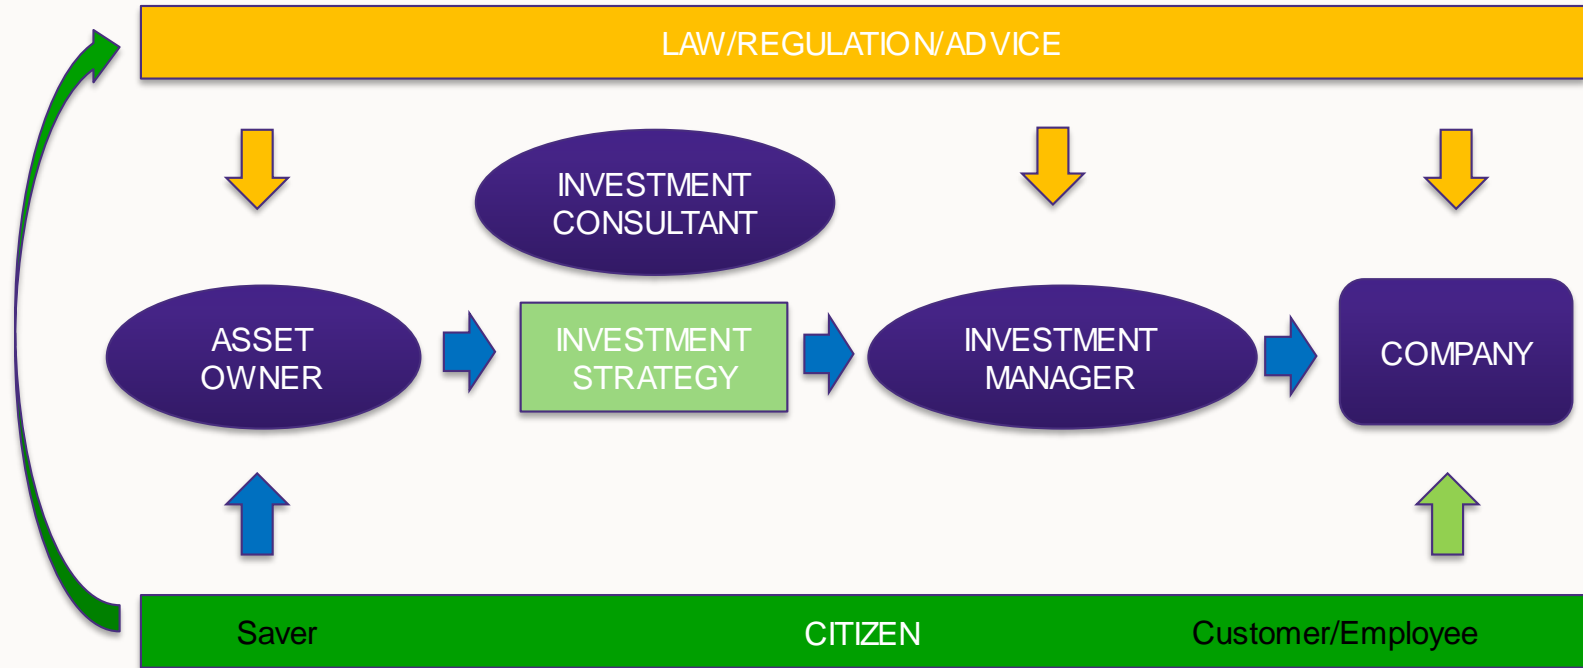 LAW/REGULATION/ADVICE
INVESTMENT
CONSULTANT
ASSET
OWNER
INVESTMENT
STRATEGY
INVESTMENT
MANAGER
COMPANY
Saver
CITIZEN
Customer/Employee